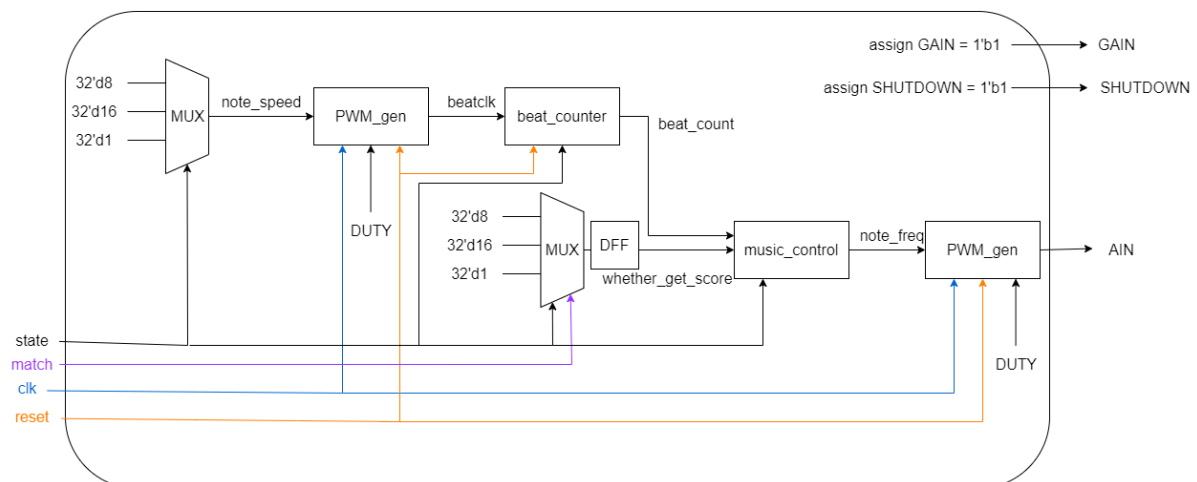 assign GAIN = 1'b1
GAIN
assign SHUTDOWN = 1'b1
SHUTDOWN
32'd8
32'd16
32'd1
MUX
note_speed
PWM_gen
DUTY
beatclk
beat_counter
beat_count
32'd8
32'd16
32'd1
MUX
DFF
whether_get_score
music_control
note_freq
PWM_gen
DUTY
AIN
state
match
clk
reset